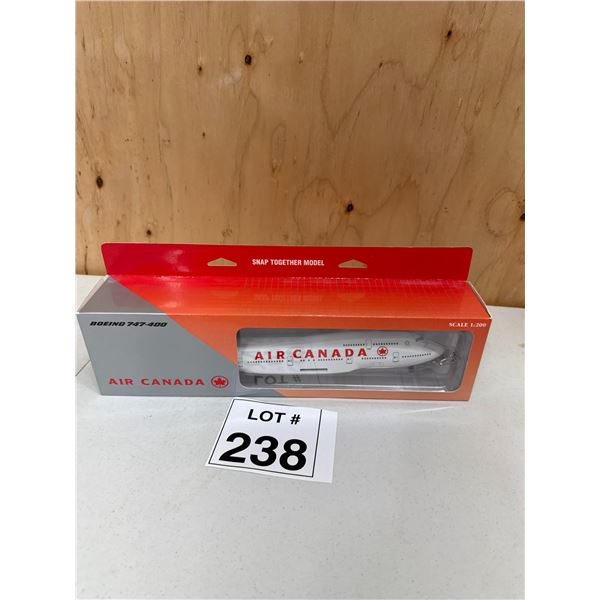 SNAP TOGETHER MODEL
BOEING 747-400
SCALE 1:200
AIR CANADA
AIR CANADA
LOT #
238